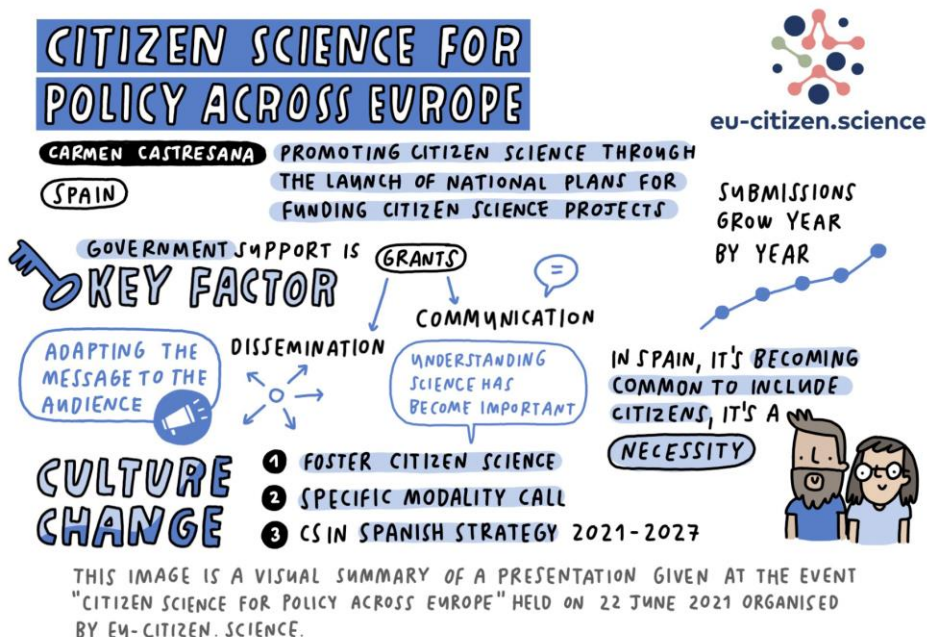 CITIZEN SCIENCE FOR
POLICY ACROSS EUROPE
eu-citizen.science
CARMEN CASTRESANA
SPAIN
PROMOTING CITIZEN SCIENCE THROUGH
THE LAUNCH OF NATIONAL PLANS FOR
FUNDING CITIZEN SCIENCE PROJECTS
SUBMISSIONS
GROW YEAR
BY YEAR
GOVERNMENT SUPPORT IS
KEY FACTOR
GRANTS
=
DISSEMINATION
COMMUNICATION
ADAPTING THE
MESSAGE TO THE
AUDIENCE
UNDERSTANDING
SCIENCE HAS
BECOME IMPORTANT
IN SPAIN, IT'S BECOMING
COMMON TO INCLUDE
CITIZENS, IT'S A
NECESSITY
CULTURE
CHANGE
1 FOSTER CITIZEN SCIENCE
2 SPECIFIC MODALITY CALL
3 CS IN SPANISH STRATEGY 2021-2027
THIS IMAGE IS A VISUAL SUMMARY OF A PRESENTATION GIVEN AT THE EVENT
"CITIZEN SCIENCE FOR POLICY ACROSS EUROPE" HELD ON 22 JUNE 2021 ORGANISED
BY EU-CITIZEN.SCIENCE.